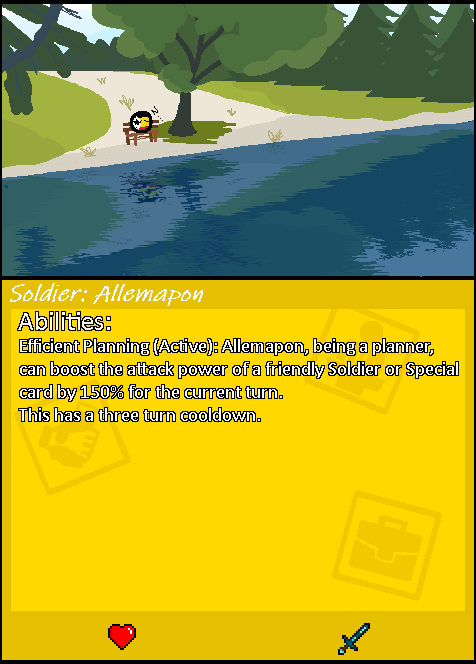 Soldier: Allemapon
Abilities:
Efficient Planning (Active): Allemapon, being a planner,
can boost the attack power of a friendly Soldier or Special
card by 150% for the current turn.
This has a three turn cooldown.